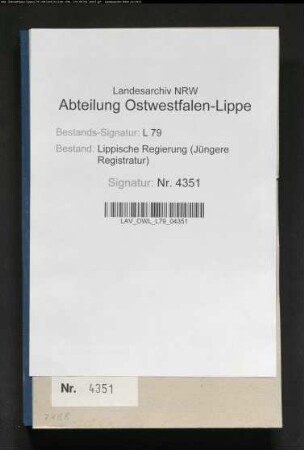 Landesarchiv NRW
Abteilung Ostwestfalen-Lippe
Bestands-Signatur: L 79
Bestand: Lippische Regierung (Jüngere
Registratur)
Signatur: Nr. 4351
LAV_OWL_L79_04351
Nr. 4351